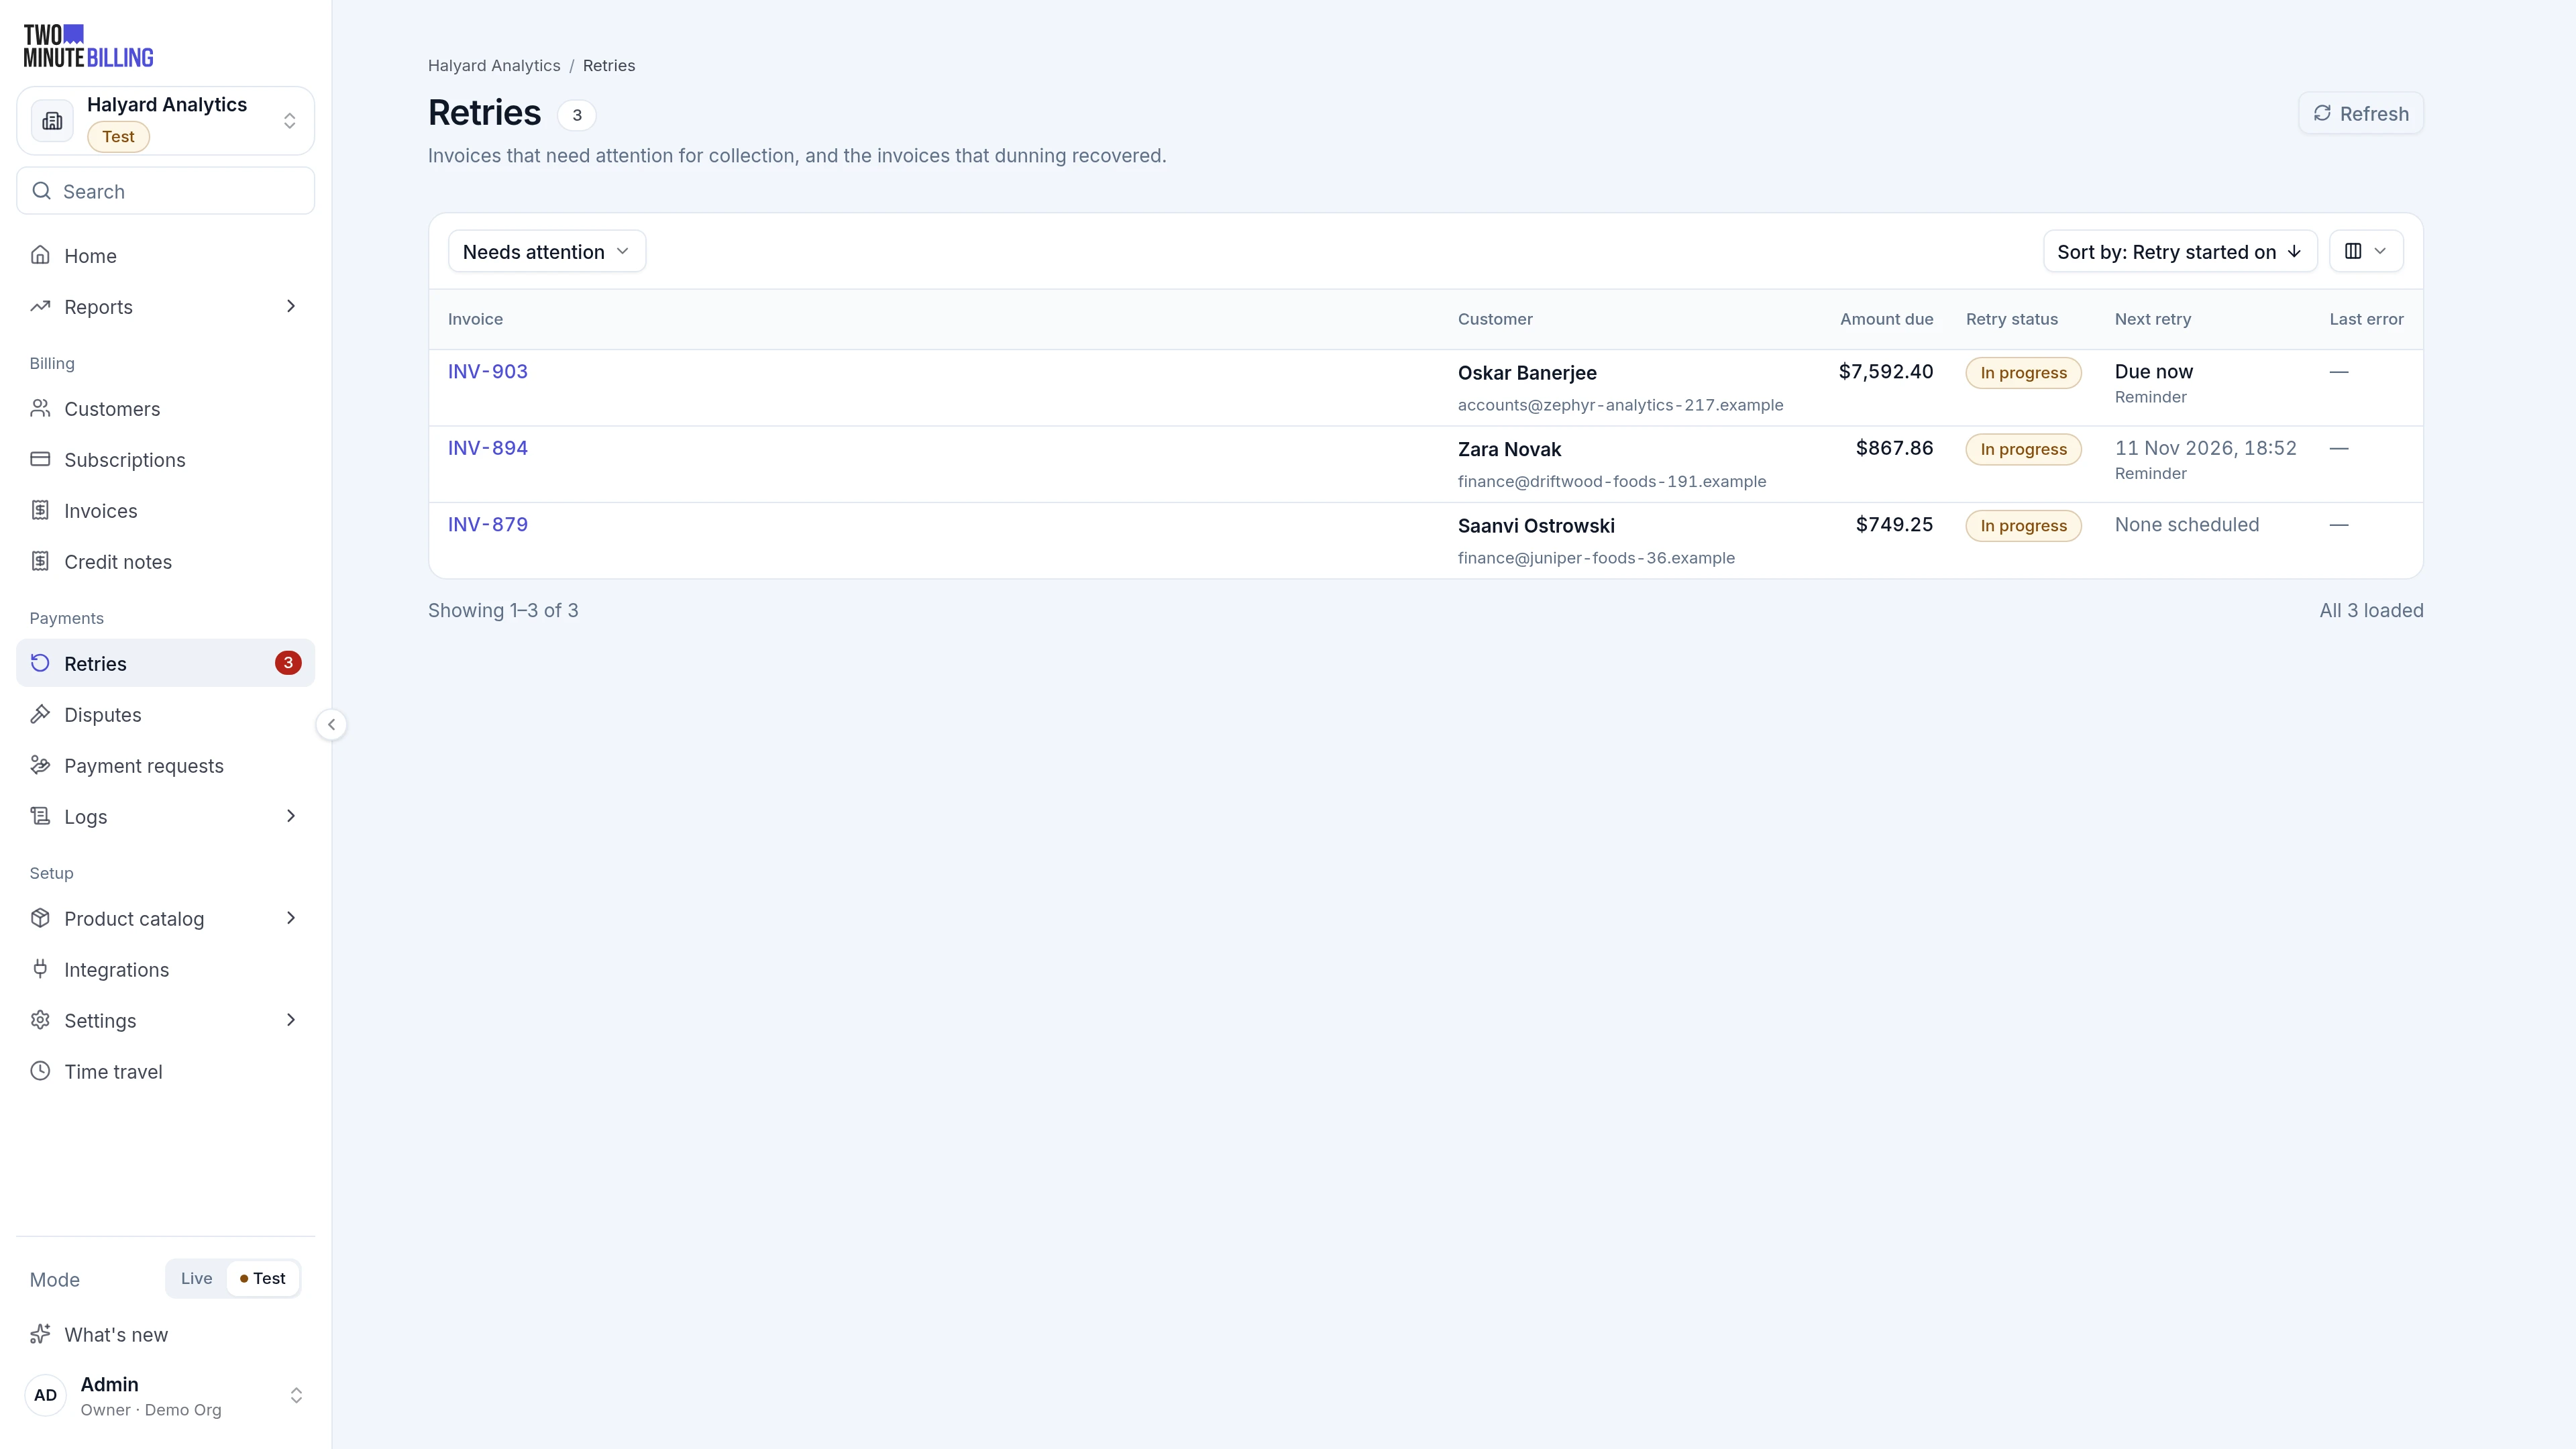 TWO
MINUTE BILLING
Halyard Analytics
Test
Search
Home
Reports
Billing
Customers
Subscriptions
Invoices
Credit notes
Payments
Retries 3
Disputes
Payment requests
Logs
Setup
Product catalog
Integrations
Settings
Time travel
Mode Live Test
What's new
AD Admin
Owner · Demo Org
Halyard Analytics / Retries
Retries 3
Refresh
Invoices that need attention for collection, and the invoices that dunning recovered.
Needs attention Sort by: Retry started on
Invoice Customer Amount due Retry status Next retry Last error
INV-903 Oskar Banerjee $7,592.40 In progress Due now —
accounts@zephyr-analytics-217.example Reminder
INV-894 Zara Novak $867.86 In progress 11 Nov 2026, 18:52 —
finance@driftwood-foods-191.example Reminder
INV-879 Saanvi Ostrowski $749.25 In progress None scheduled —
finance@juniper-foods-36.example
Showing 1–3 of 3 All 3 loaded